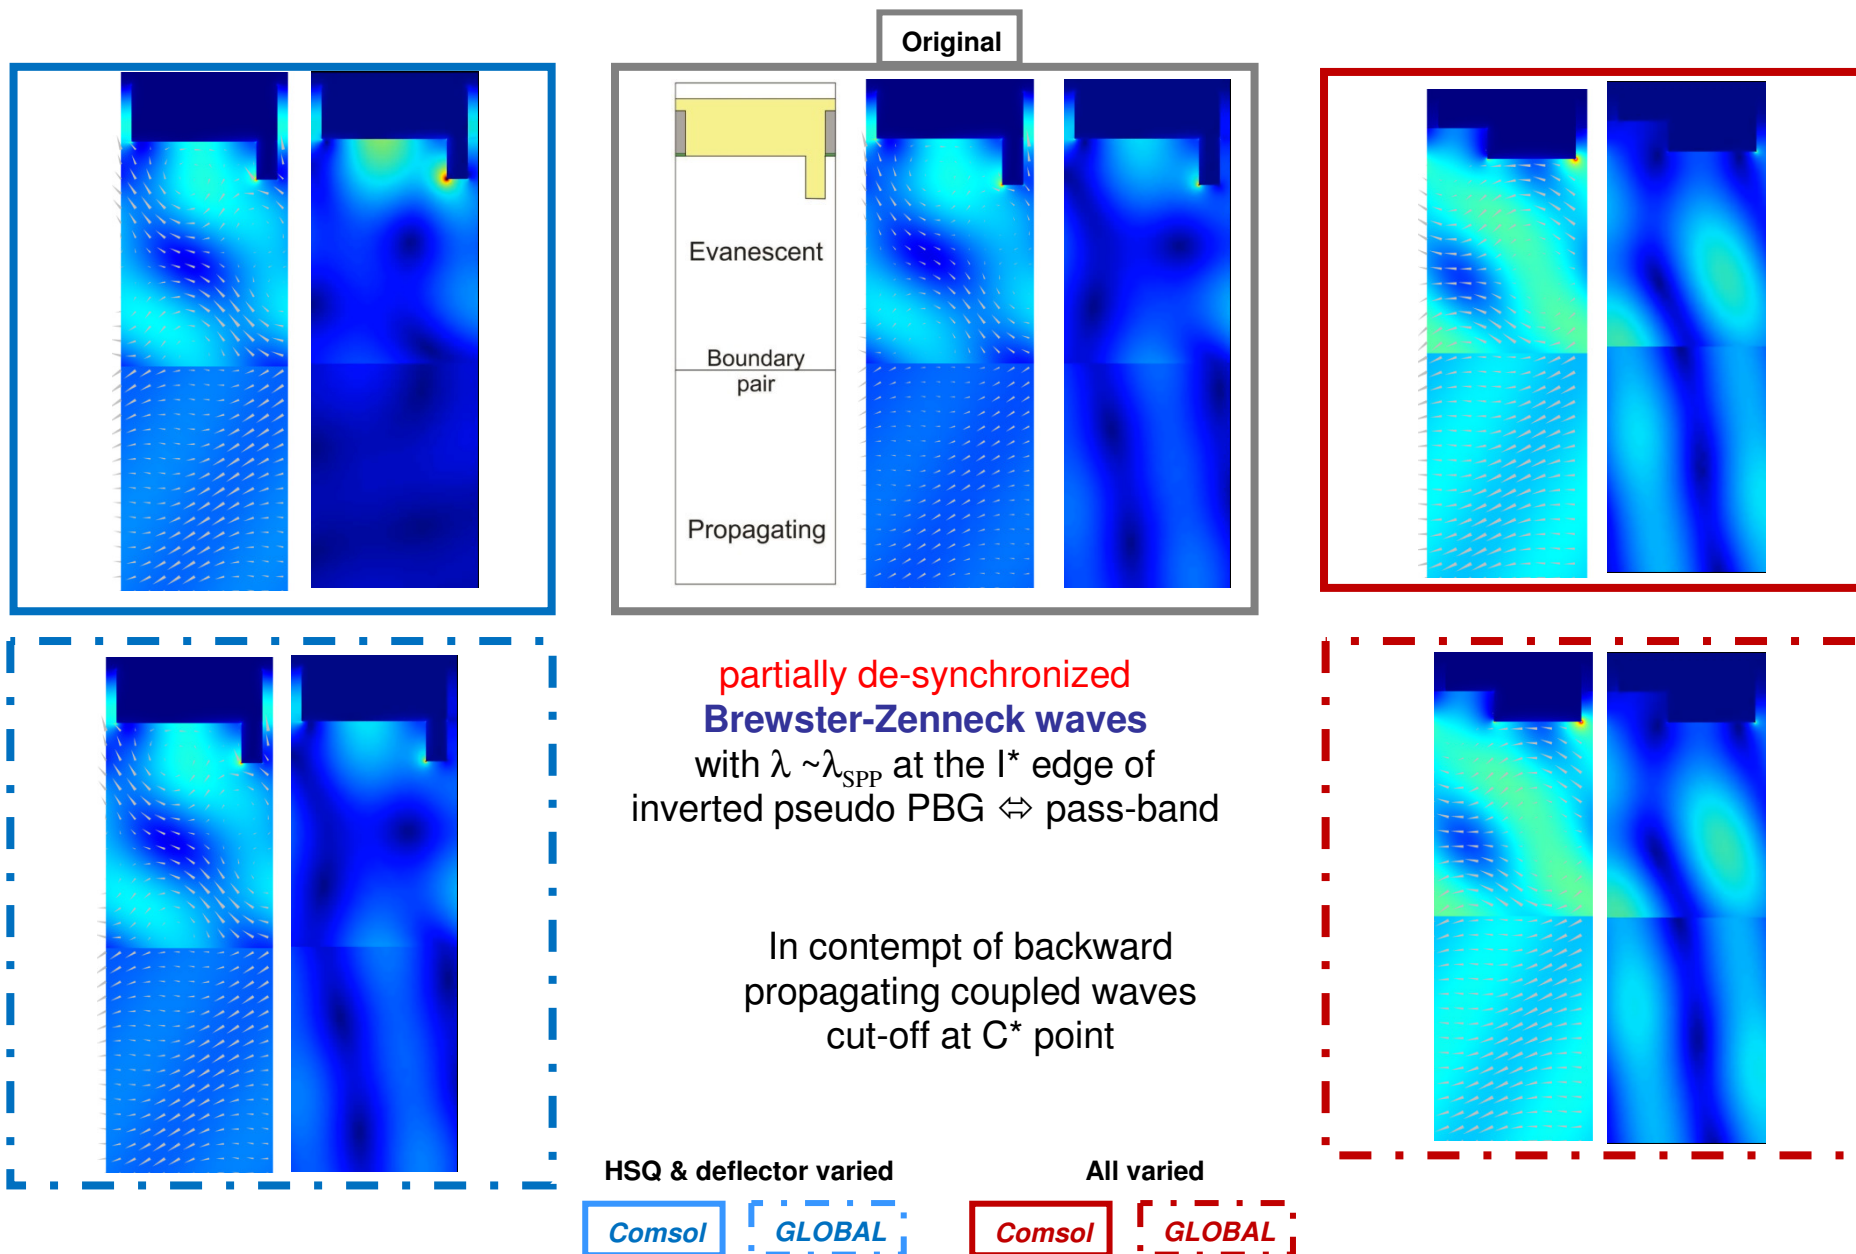 Original
Evanescent
Boundary
pair
Propagating
partially de-synchronized
Brewster-Zenneck waves
with λ ~λSPP at the I* edge of
inverted pseudo PBG ⇔ pass-band
In contempt of backward
propagating coupled waves
cut-off at C* point
HSQ & deflector varied
All varied
Comsol
GLOBAL
Comsol
GLOBAL